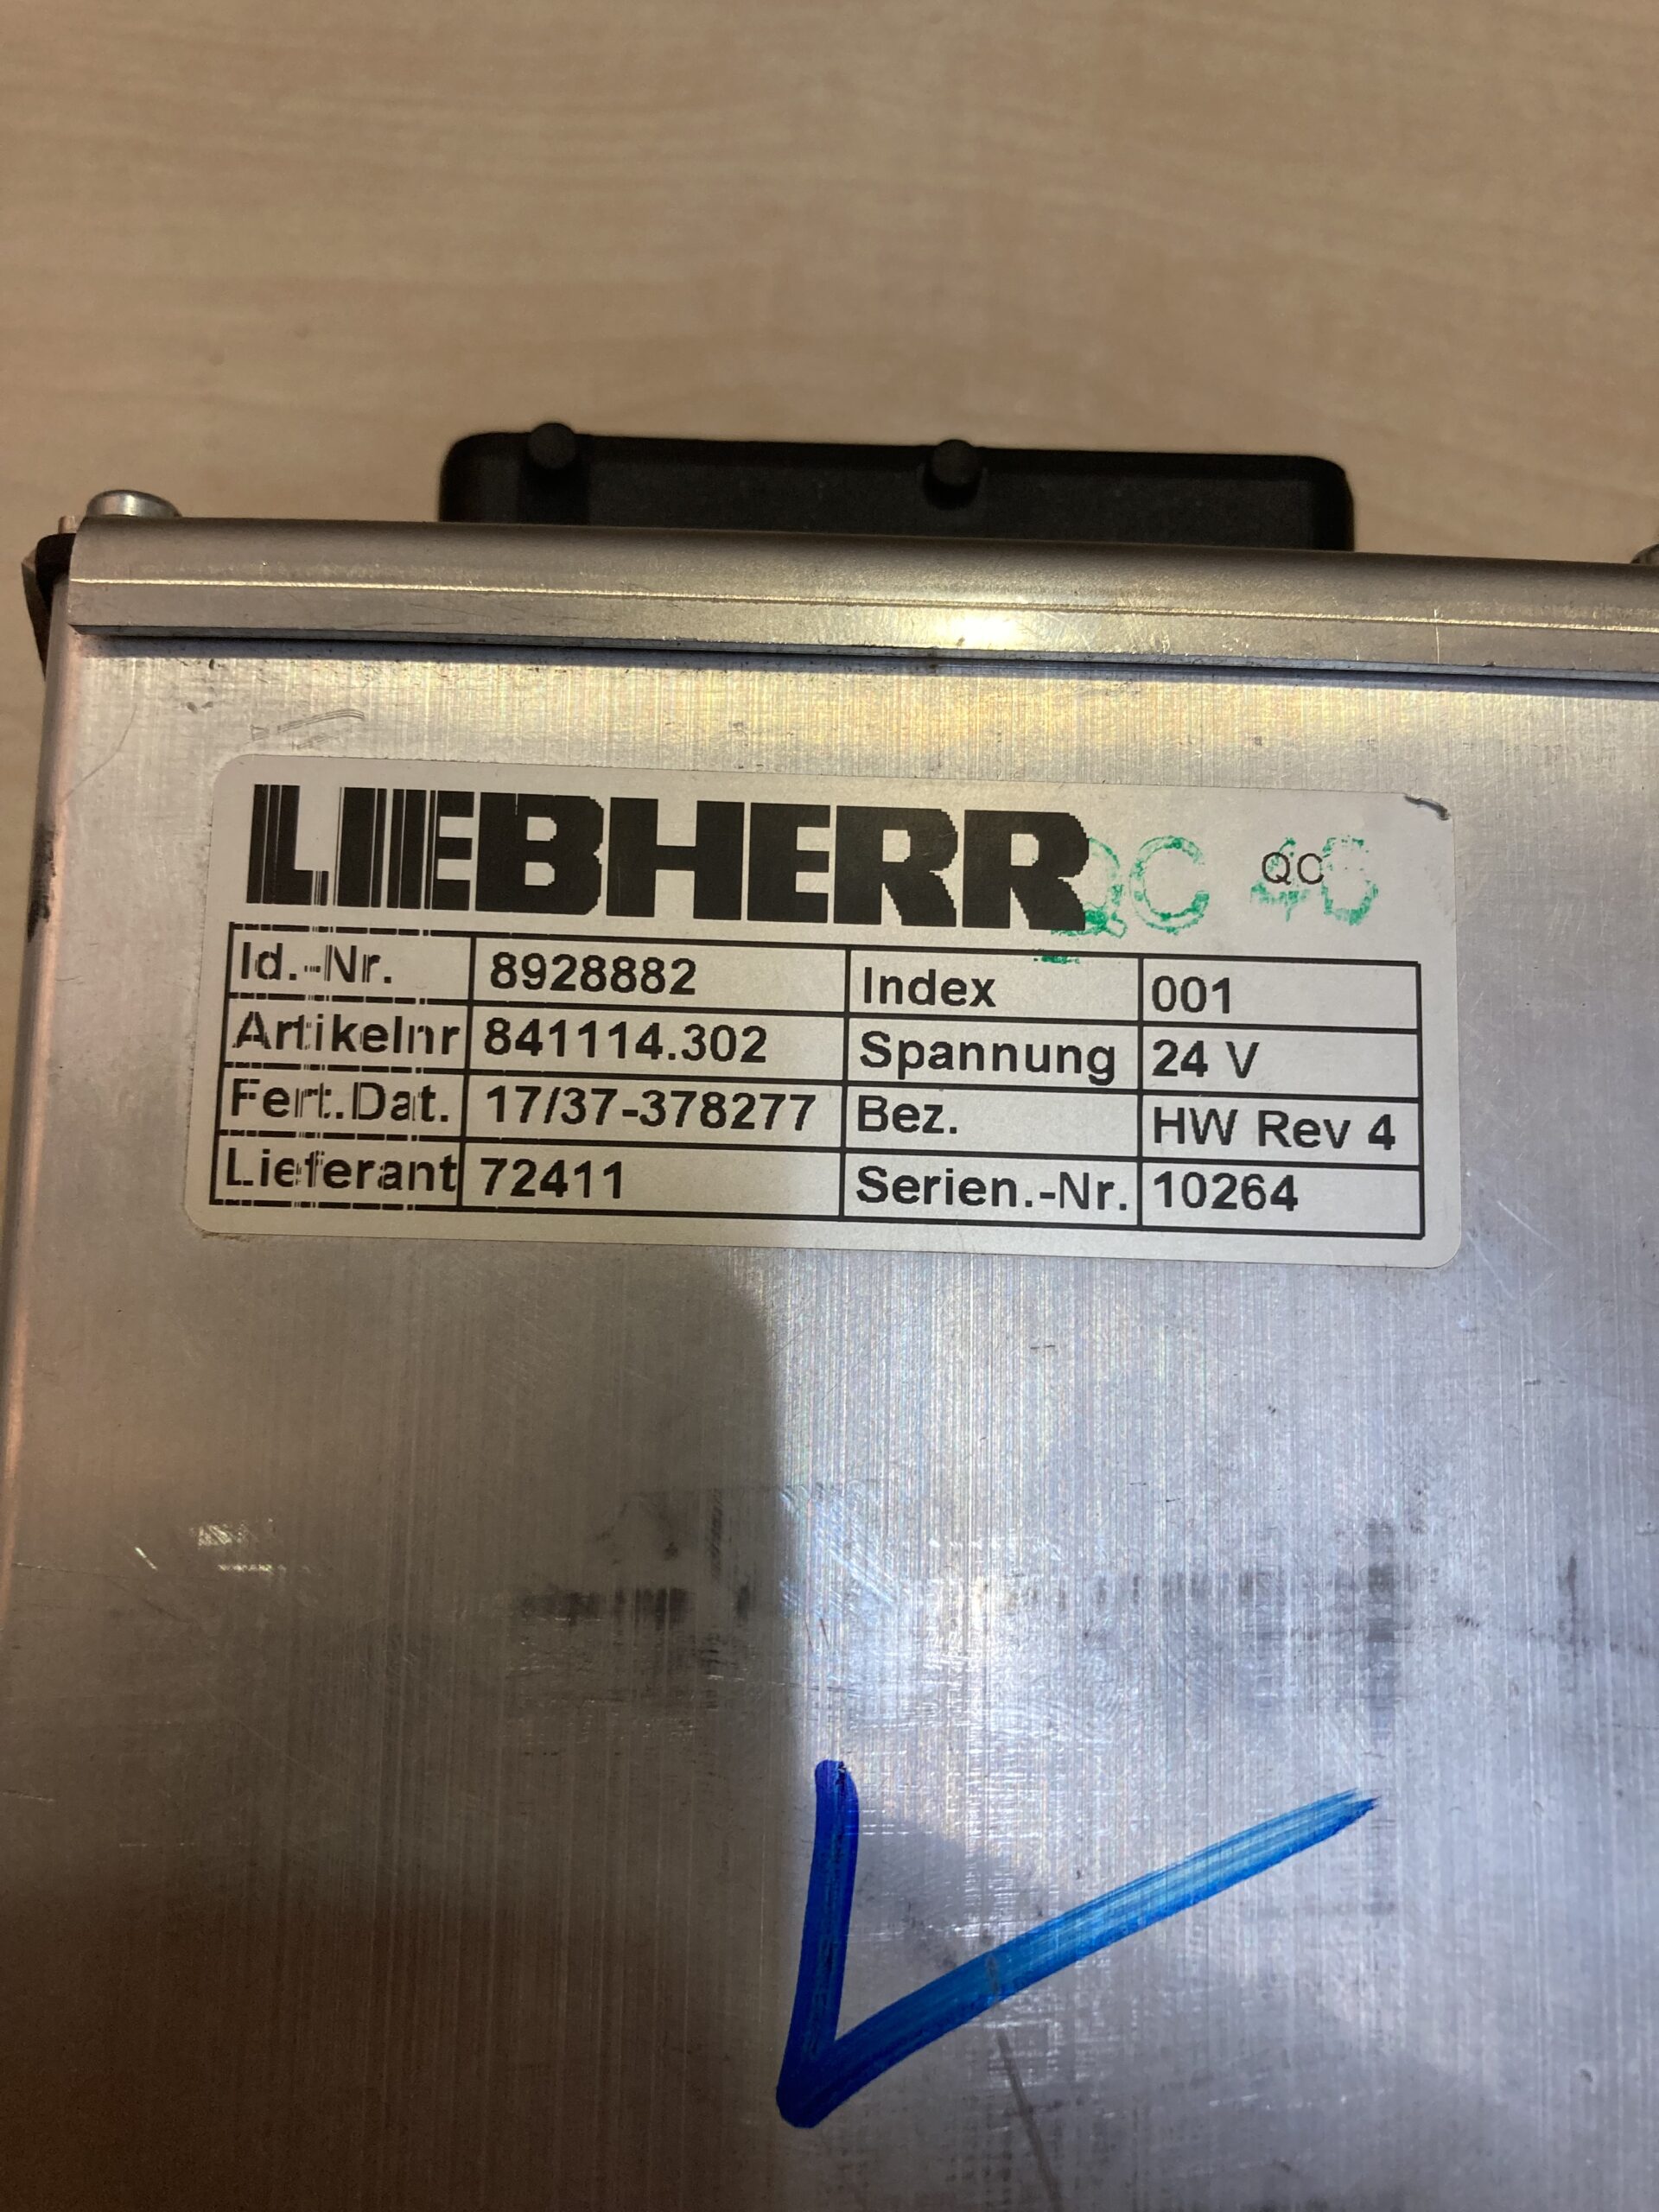 LIEBHERR QC QC
Id.-Nr. 8928882 Index 001
Artikelnr 841114.302 Spannung 24 V
Fert.Dat. 17/37-378277 Bez. HW Rev 4
Lieferant 72411 Serien.-Nr. 10264